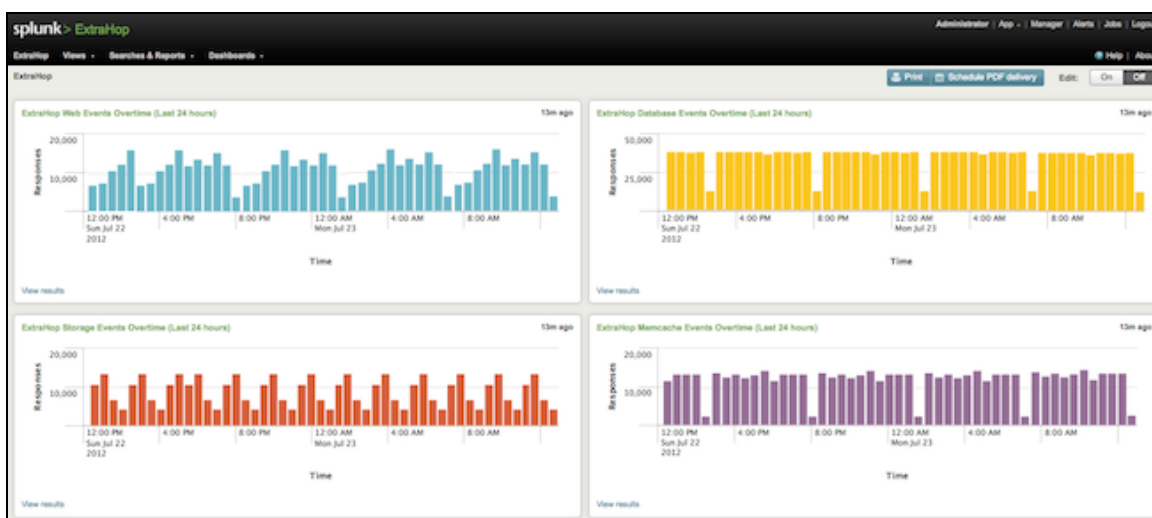 splunk> ExtraHop
Administrator | App | Manager | Alerts | Jobs | Logou
ExtraHop Views Searches & Reports Dashboards
Help | Abou
ExtraHop
Print Schedule PDF delivery Edit: On Off
ExtraHop Web Events Overtime (Last 24 hours) 13m ago
20,000
10,000
Responses
12:00 PM 4:00 PM 8:00 PM 12:00 AM 4:00 AM 8:00 AM
Sun Jul 22 Mon Jul 23
2012
Time
View results
ExtraHop Database Events Overtime (Last 24 hours) 13m ago
50,000
25,000
Responses
12:00 PM 4:00 PM 8:00 PM 12:00 AM 4:00 AM 8:00 AM
Sun Jul 22 Mon Jul 23
2012
Time
View results
ExtraHop Storage Events Overtime (Last 24 hours) 13m ago
20,000
10,000
Responses
12:00 PM 4:00 PM 8:00 PM 12:00 AM 4:00 AM 8:00 AM
Sun Jul 22 Mon Jul 23
2012
Time
View results
ExtraHop Memcache Events Overtime (Last 24 hours) 13m ago
20,000
10,000
Responses
12:00 PM 4:00 PM 8:00 PM 12:00 AM 4:00 AM 8:00 AM
Sun Jul 22 Mon Jul 23
2012
Time
View results